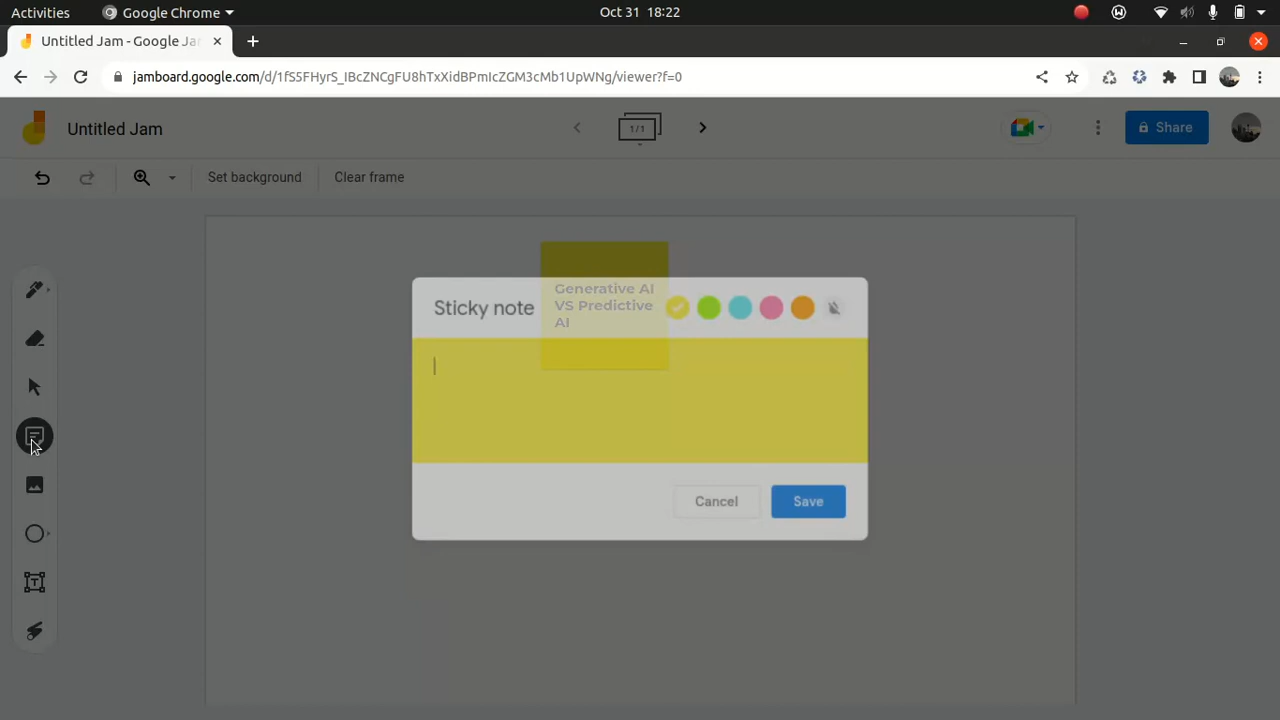 Activities
Google Chrome
Oct 31 18:22
Untitled Jam - Google Jar
jamboard.google.com/d/1fS5FHyrS_IBcZNCgFU8hTxXidBPmIcZGM3cMb1UpWNg/viewer?f=0
Untitled Jam
1/1
Share
Set background
Clear frame
Generative AI
VS Predictive
AI
Sticky note
Cancel
Save